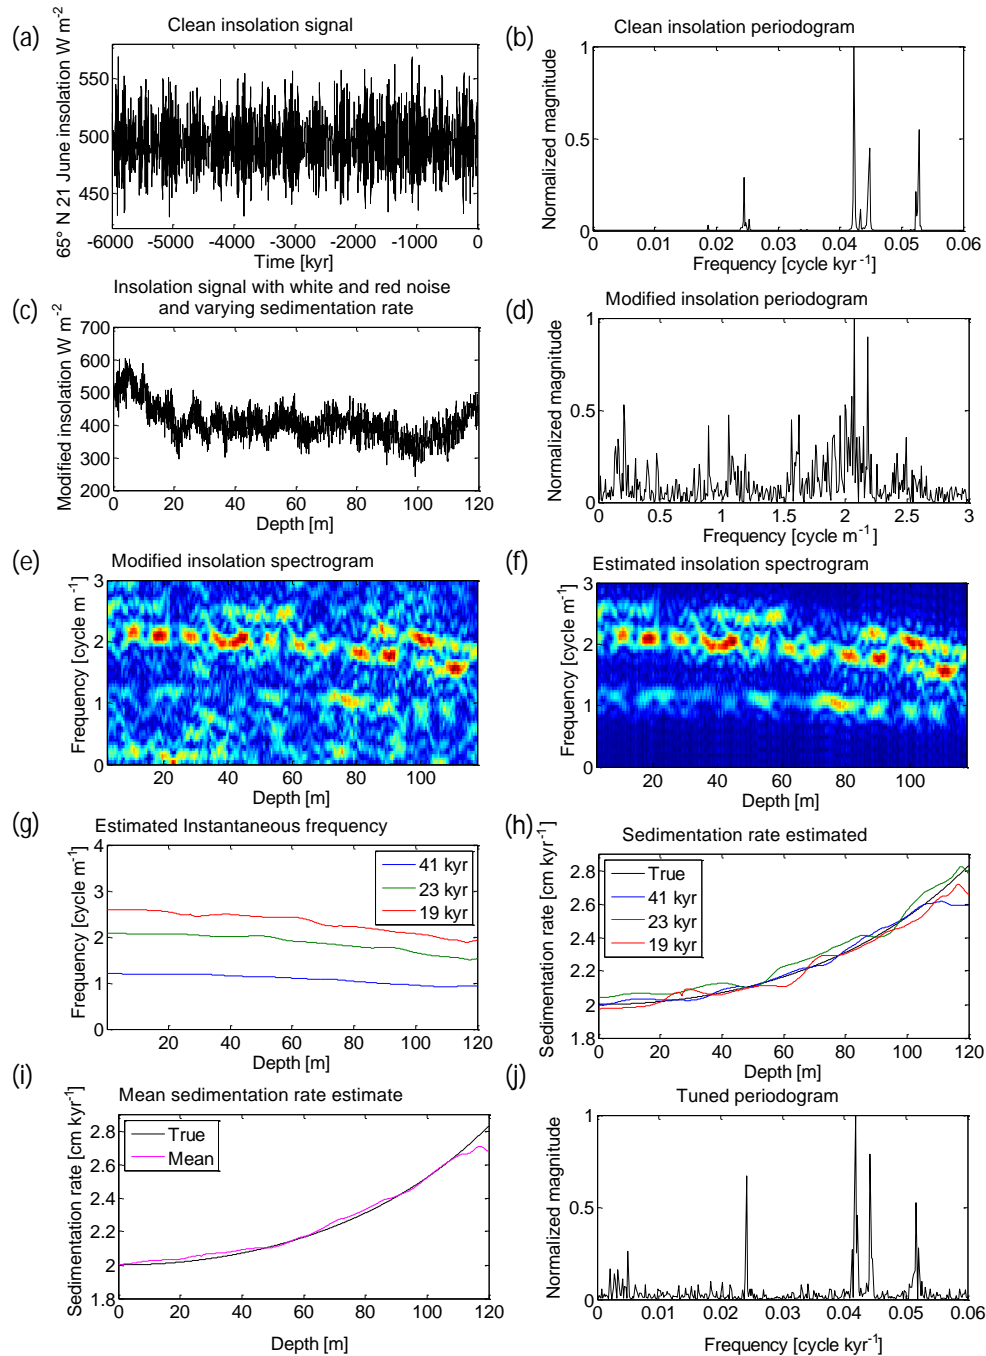 (a)
Clean insolation signal
65° N 21 June insolation W m-2
550
500
450
-6000 -5000 -4000 -3000 -2000 -1000 0
Time [kyr]
(b)
Clean insolation periodogram
Normalized magnitude
1
0.5
0
0 0.01 0.02 0.03 0.04 0.05 0.06
Frequency [cycle kyr-1]
(c)
Insolation signal with white and red noise
and varying sedimentation rate
Modified insolation W m-2
700
600
500
400
300
200
0 20 40 60 80 100 120
Depth [m]
(d)
Modified insolation periodogram
Normalized magnitude
1
0.5
0
0 0.5 1 1.5 2 2.5 3
Frequency [cycle m-1]
(e)
Modified insolation spectrogram
Frequency [cycle m-1]
3
2
1
0
20 40 60 80 100
Depth [m]
(f)
Estimated insolation spectrogram
Frequency [cycle m-1]
3
2
1
0
20 40 60 80 100
Depth [m]
(g)
Estimated Instantaneous frequency
Frequency [cycle m-1]
4
3
2
1
0
41 kyr
23 kyr
19 kyr
0 20 40 60 80 100 120
Depth [m]
(h)
Sedimentation rate estimated
Sedimentation rate [cm kyr-1]
2.8
2.6
2.4
2.2
2
1.8
True
41 kyr
23 kyr
19 kyr
0 20 40 60 80 100 120
Depth [m]
(i)
Mean sedimentation rate estimate
Sedimentation rate [cm kyr-1]
2.8
2.6
2.4
2.2
2
1.8
True
Mean
0 20 40 60 80 100 120
Depth [m]
(j)
Tuned periodogram
Normalized magnitude
1
0.5
0
0 0.01 0.02 0.03 0.04 0.05 0.06
Frequency [cycle kyr-1]